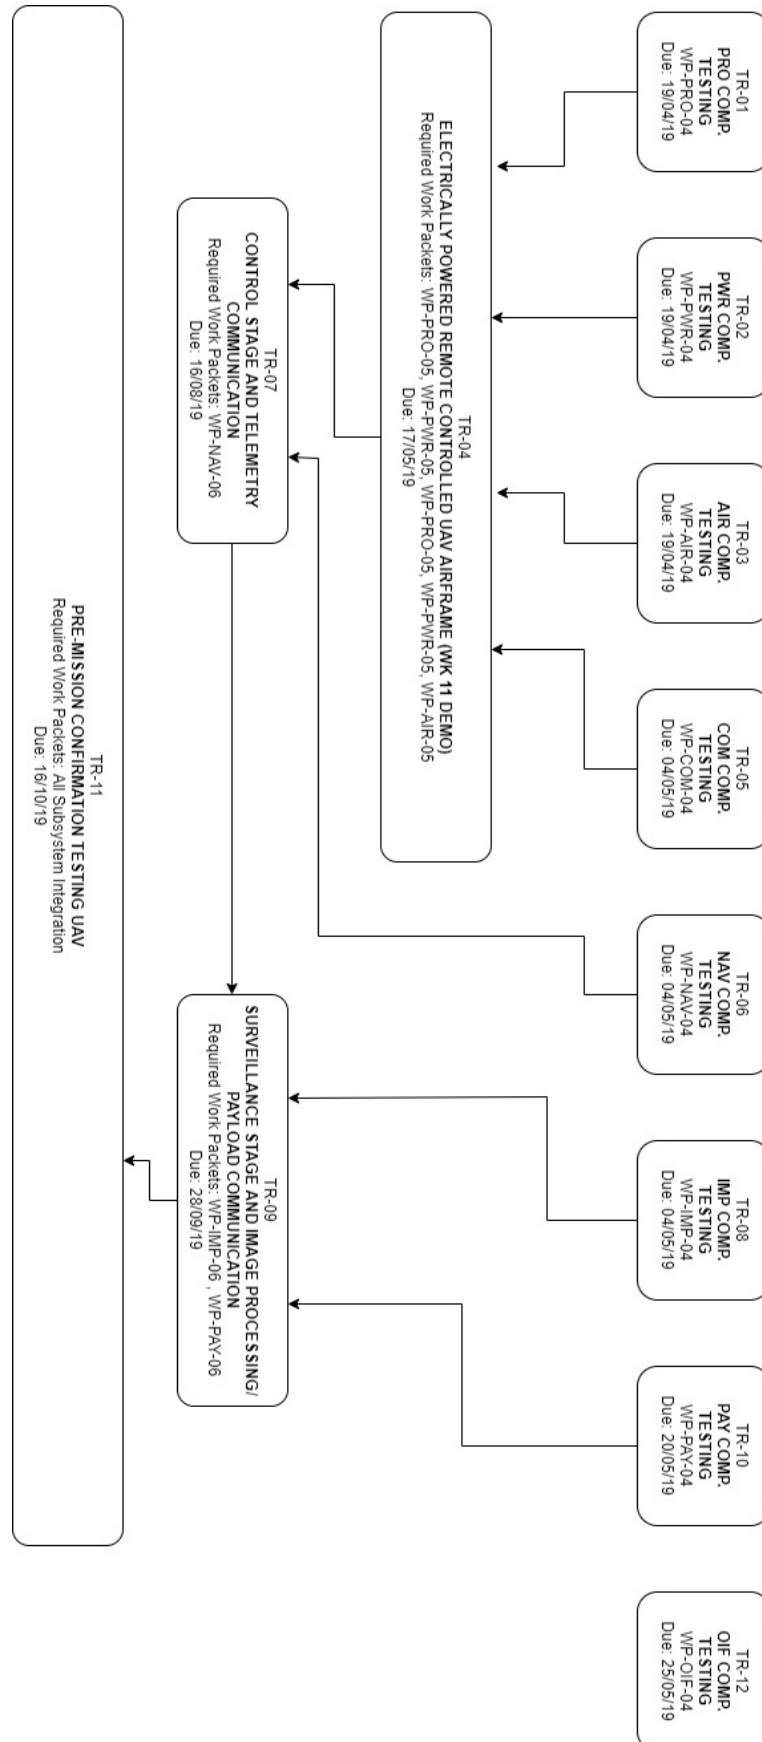 TR-01
PRO COMP.
TESTING
WP-PRO-04
Due: 19/04/19
TR-02
PWR COMP.
TESTING
WP-PWR-04
Due: 19/04/19
TR-03
AIR COMP.
TESTING
WP-AIR-04
Due: 19/04/19
TR-05
COM COMP.
TESTING
WP-COM-04
Due: 04/05/19
TR-06
NAV COMP.
TESTING
WP-NAV-04
Due: 04/05/19
TR-08
IMP COMP.
TESTING
WP-IMP-04
Due: 04/05/19
TR-10
PAY COMP.
TESTING
WP-PAY-04
Due: 20/05/19
TR-12
OIF COMP.
TESTING
WP-OIF-04
Due: 25/05/19
TR-04
ELECTRICALLY POWERED REMOTE CONTROLLED UAV AIRFRAME (WK 11 DEMO)
Required Work Packets: WP-PRO-05, WP-PWR-05, WP-PRO-05, WP-PWR-05, WP-AIR-05
Due: 17/05/19
TR-07
CONTROL STAGE AND TELEMETRY
COMMUNICATION
Required Work Packets: WP-NAV-06
Due: 16/08/19
TR-09
SURVEILLANCE STAGE AND IMAGE PROCESSING/
PAYLOAD COMMUNICATION
Required Work Packets: WP-IMP-06 , WP-PAY-06
Due: 28/09/19
TR-11
PRE-MISSION CONFIRMATION TESTING UAV
Required Work Packets: All Subsystem Integration
Due: 16/10/19